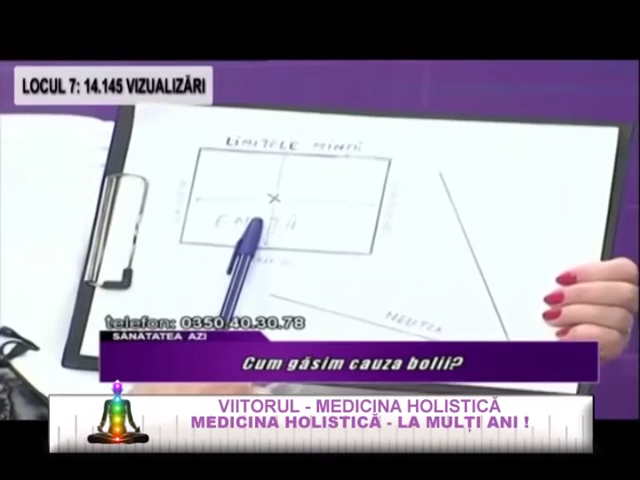 LOCUL 7: 14.145 VIZUALIZĂRI
LIMITELE MINȚII
telefon: 0350.40.30.78
SĂNĂTATEA AZI
Cum găsim cauza bolii?
VIITORUL - MEDICINA HOLISTICĂ
MEDICINA HOLISTICĂ - LA MULȚI ANI !